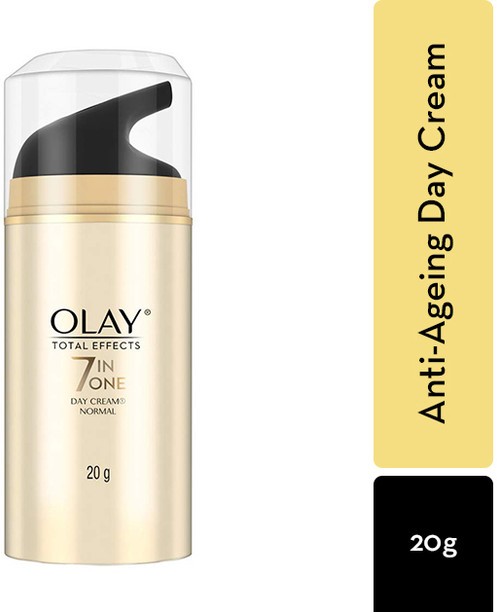 OLAY®
TOTAL EFFECTS
7 IN
ONE
DAY CREAM®
NORMAL
20 g
Anti-Ageing Day Cream
20g